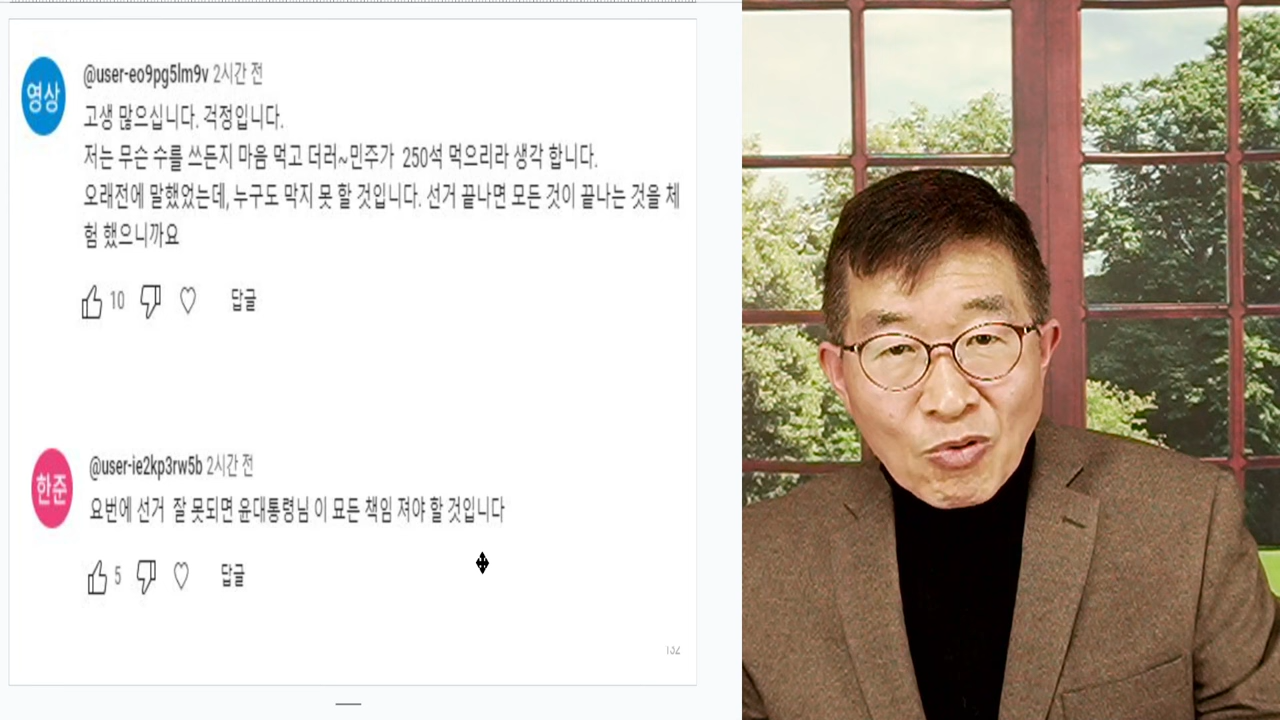 영상
@user-eo9pg5lm9v 2시간 전
고생 많으십니다. 걱정입니다.
저는 무슨 수를 쓰든지 마음 먹고 더러~민주가 250석 먹으리라 생각 합니다.
오래전에 말했었는데, 누구도 막지 못 할 것입니다. 선거 끝나면 모든 것이 끝나는 것을 체
험 했으니까요
10 답글
한준
@user-ie2kp3rw5b 2시간 전
요번에 선거 잘 못되면 윤대통령님 이 모든 책임 져야 할 것입니다
5 답글
132